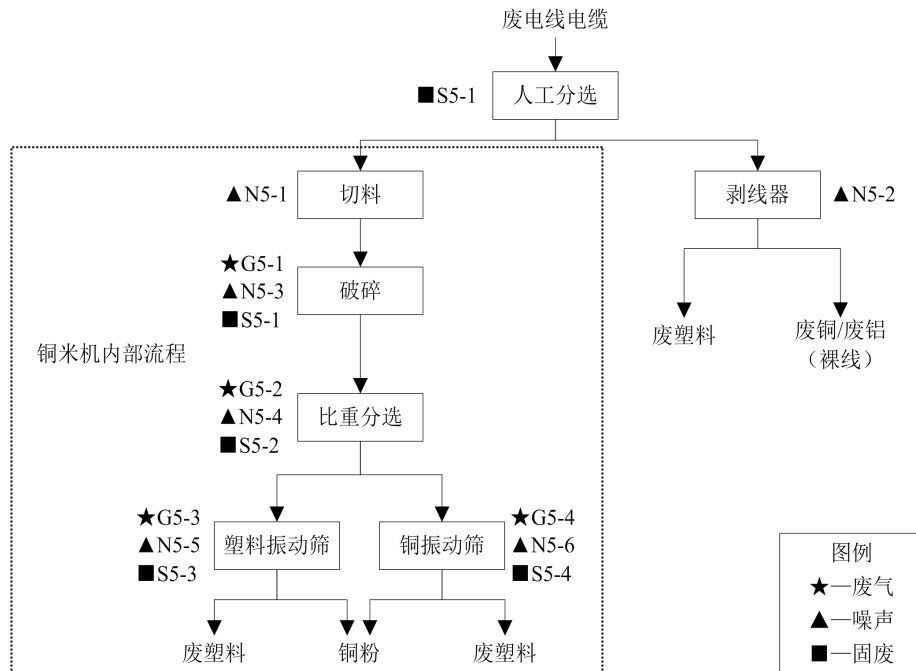 废电线电缆
■S5-1
人工分选
▲N5-1
切料
剥线器
▲N5-2
★G5-1
▲N5-3
■S5-1
破碎
废塑料
废铜/废铝
（裸线）
铜米机内部流程
★G5-2
▲N5-4
■S5-2
比重分选
★G5-3
▲N5-5
■S5-3
塑料振动筛
铜振动筛
★G5-4
▲N5-6
■S5-4
废塑料
铜粉
废塑料
图例
★—废气
▲—噪声
■—固废